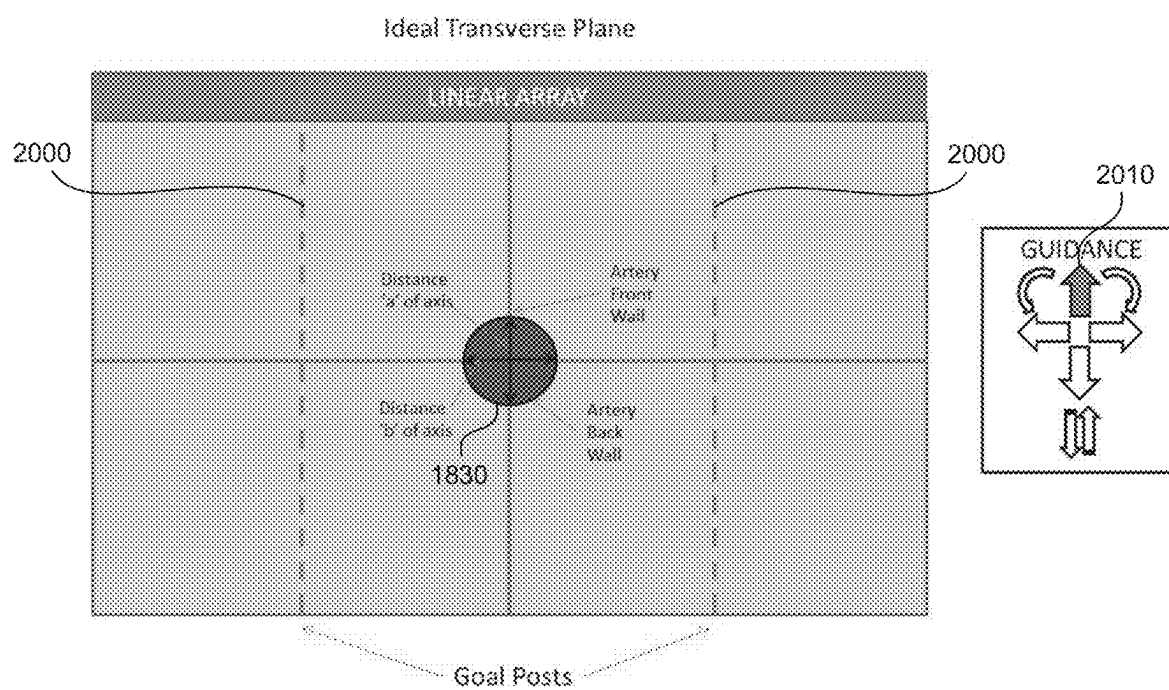 Ideal Transverse Plane
LINEAR ARRAY
2000
2000
2010
GUIDANCE
Distance
'a' of axis
Artery
Front
Wall
Distance
'b' of axis
Artery
Back
Wall
1830
Goal Posts